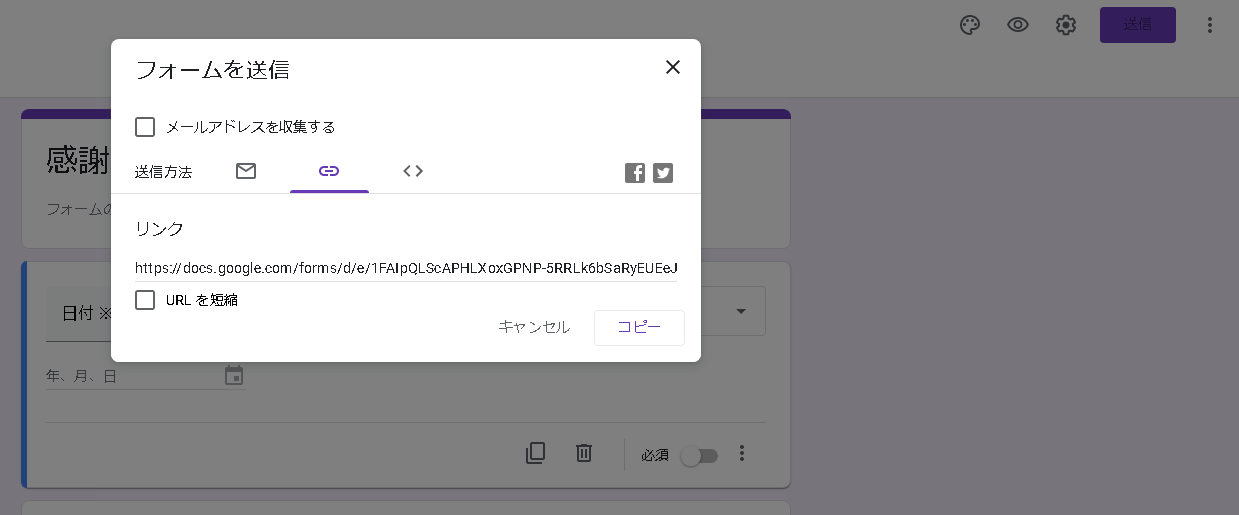 送信
フォームを送信
メールアドレスを収集する
感謝
送信方法
フォームの
リンク
https://docs.google.com/forms/d/e/1FAIpQLScAPHLXoxGPNP-5RRLk6bSaRyEUEeJ
URL を短縮
日付 ※
キャンセル
コピー
年、月、日
必須